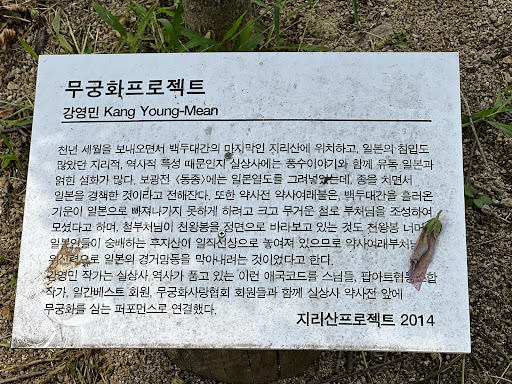 무궁화프로젝트
강영민 Kang Young-Mean
천년 세월을 보내오면서 백두대간의 마지막인 지리산에 위치하고, 일본의 침입도
많았던 지리적, 역사적 특성 때문인지 실상사에는 풍수이야기와 함께 유독 일본과
얽힌 설화가 많다. 보광전 <동종>에는 일본열도를 그려넣었는데, 종을 치면서
일본을 경책한 것이라고 전해진다. 또한 약사전 약사여래불은, 백두대간을 흘러온
기운이 일본으로 빠져나가지 못하게 하려고 크고 무거운 철로 부처님을 조성하여
모셨다고 하며, 철부처님이 천왕봉을 정면으로 바라보고 있는 것도 천왕봉 너머
일본인들이 숭배하는 후지산이 일직선상으로 놓여져 있으므로 약사여래부처님
일본의 경거망동을 막아내려는 것이었다고 한다.
강영민 작가는 실상사 역사가 품고 있는 이런 애국코드를 스님들, 팝아트협동조합
작가, 일간베스트 회원, 무궁화사랑협회 회원들과 함께 실상사 약사전 앞에
무궁화를 심는 퍼포먼스로 연결했다.
지리산프로젝트 2014